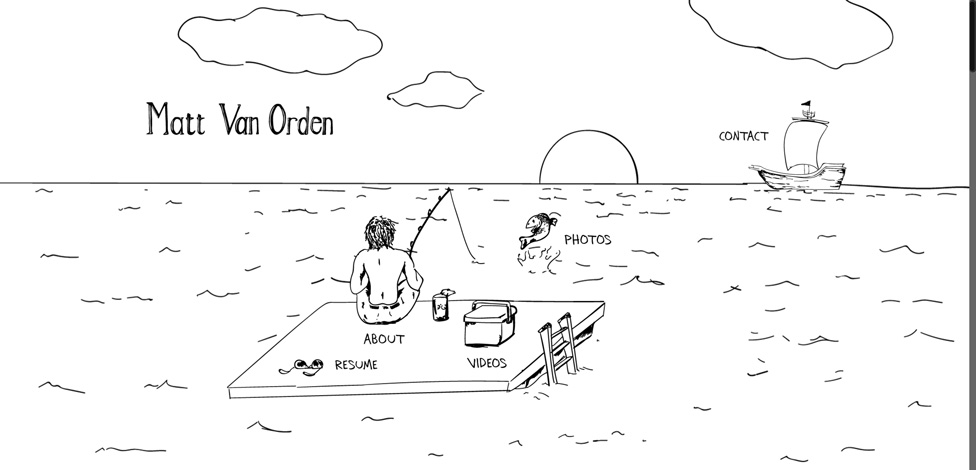 Matt Van Orden
CONTACT
PHOTOS
ABOUT
RESUME
VIDEOS